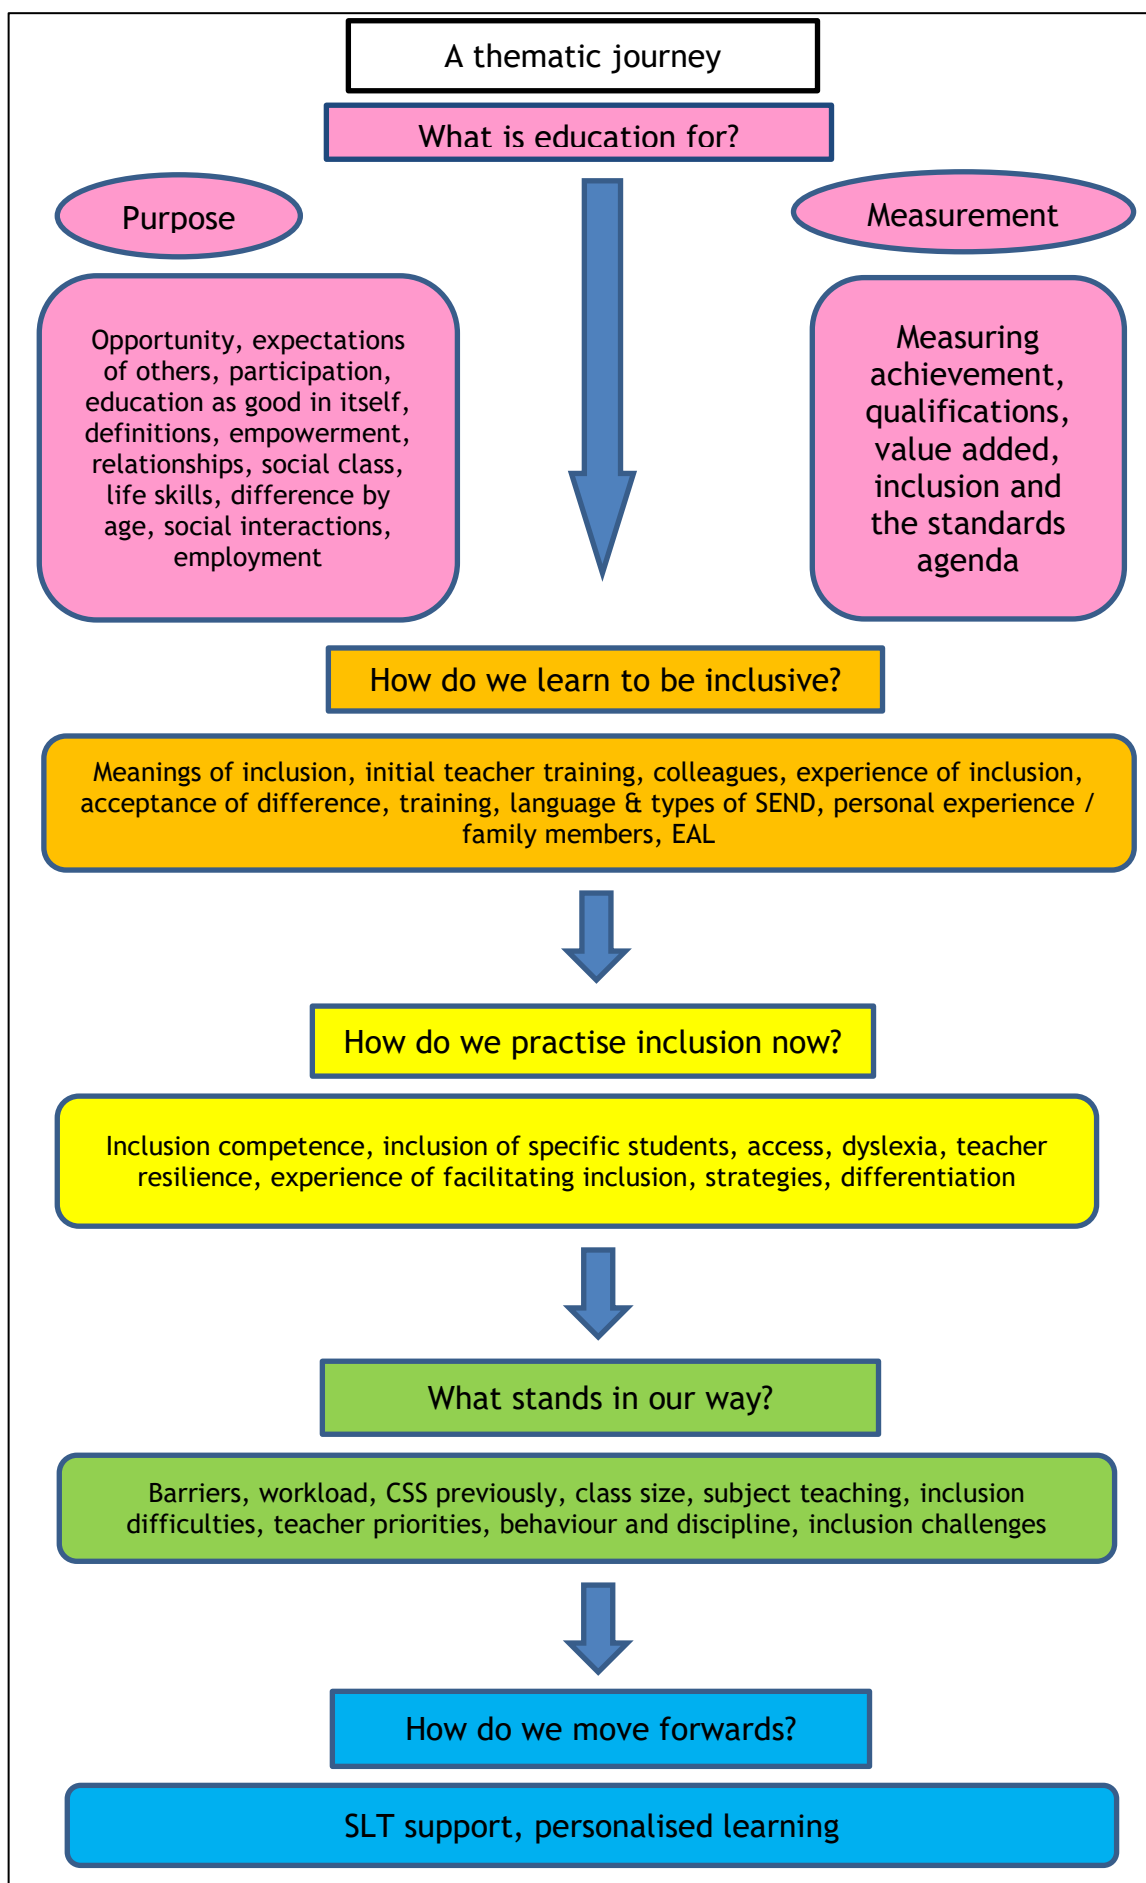 A thematic journey
What is education for?
Purpose
Measurement
Opportunity, expectations
of others, participation,
education as good in itself,
definitions, empowerment,
relationships, social class,
life skills, difference by
age, social interactions,
employment
Measuring
achievement,
qualifications,
value added,
inclusion and
the standards
agenda
How do we learn to be inclusive?
Meanings of inclusion, initial teacher training, colleagues, experience of inclusion,
acceptance of difference, training, language & types of SEND, personal experience /
family members, EAL
How do we practise inclusion now?
Inclusion competence, inclusion of specific students, access, dyslexia, teacher
resilience, experience of facilitating inclusion, strategies, differentiation
What stands in our way?
Barriers, workload, CSS previously, class size, subject teaching, inclusion
difficulties, teacher priorities, behaviour and discipline, inclusion challenges
How do we move forwards?
SLT support, personalised learning